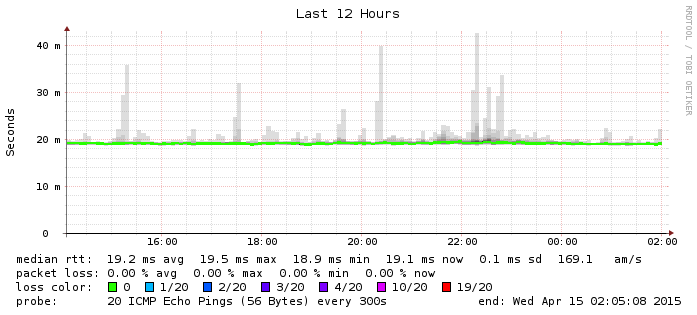 Last 12 Hours
RRDTOOL / TOBI OETIKER
Seconds
40 m
30 m
20 m
10 m
0
16:00 18:00 20:00 22:00 00:00 02:00
median rtt: 19.2 ms avg 19.5 ms max 18.9 ms min 19.1 ms now 0.1 ms sd 169.1 am/s
packet loss: 0.00 % avg 0.00 % max 0.00 % min 0.00 % now
loss color: 0 1/20 2/20 3/20 4/20 10/20 19/20
probe: 20 ICMP Echo Pings (56 Bytes) every 300s end: Wed Apr 15 02:05:08 2015